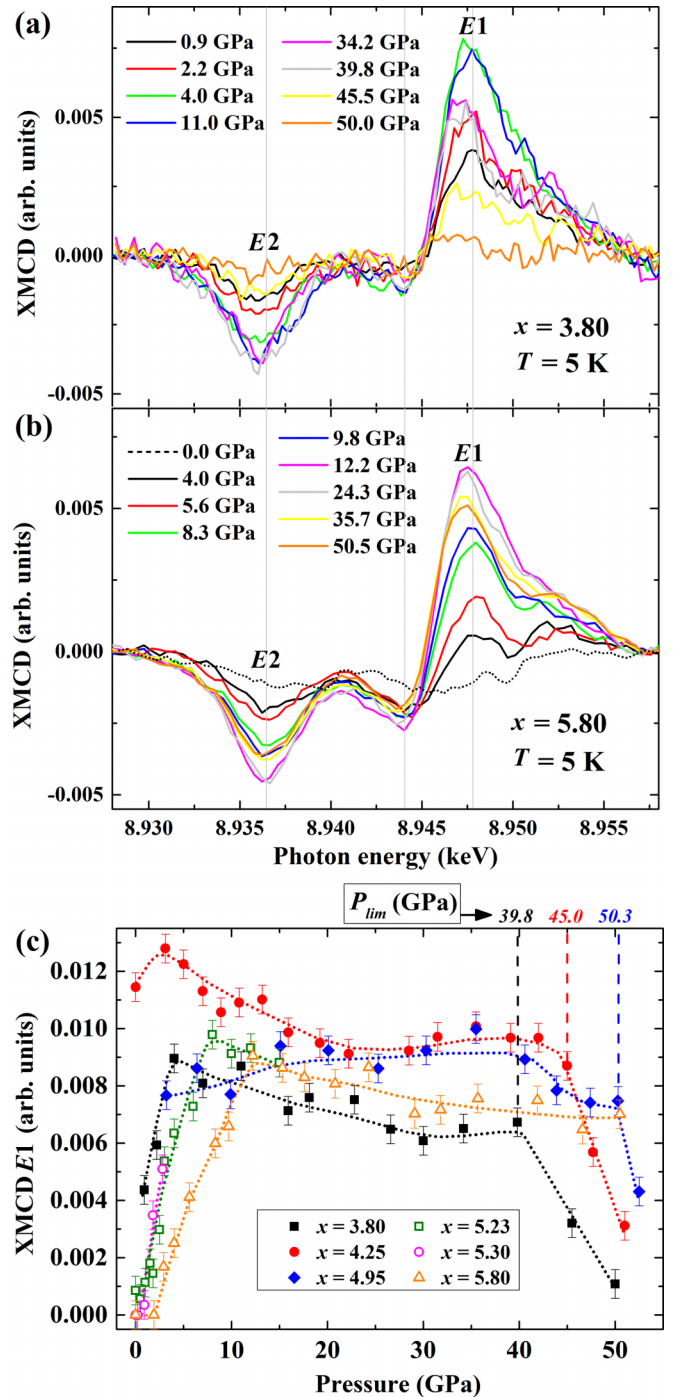 (a)
0.9 GPa
2.2 GPa
4.0 GPa
11.0 GPa
34.2 GPa
39.8 GPa
45.5 GPa
50.0 GPa
E1
E2
x = 3.80
T = 5 K
0.005
0.000
-0.005
XMCD (arb. units)
(b)
0.0 GPa
4.0 GPa
5.6 GPa
8.3 GPa
9.8 GPa
12.2 GPa
24.3 GPa
35.7 GPa
50.5 GPa
E1
E2
x = 5.80
T = 5 K
0.005
0.000
-0.005
XMCD (arb. units)
8.930 8.935 8.940 8.945 8.950 8.955
Photon energy (keV)
P_lim (GPa) 39.8 45.0 50.3
(c)
0.012
0.010
0.008
0.006
0.004
0.002
0.000
XMCD E1 (arb. units)
x = 3.80
x = 4.25
x = 4.95
x = 5.23
x = 5.30
x = 5.80
0 10 20 30 40 50
Pressure (GPa)